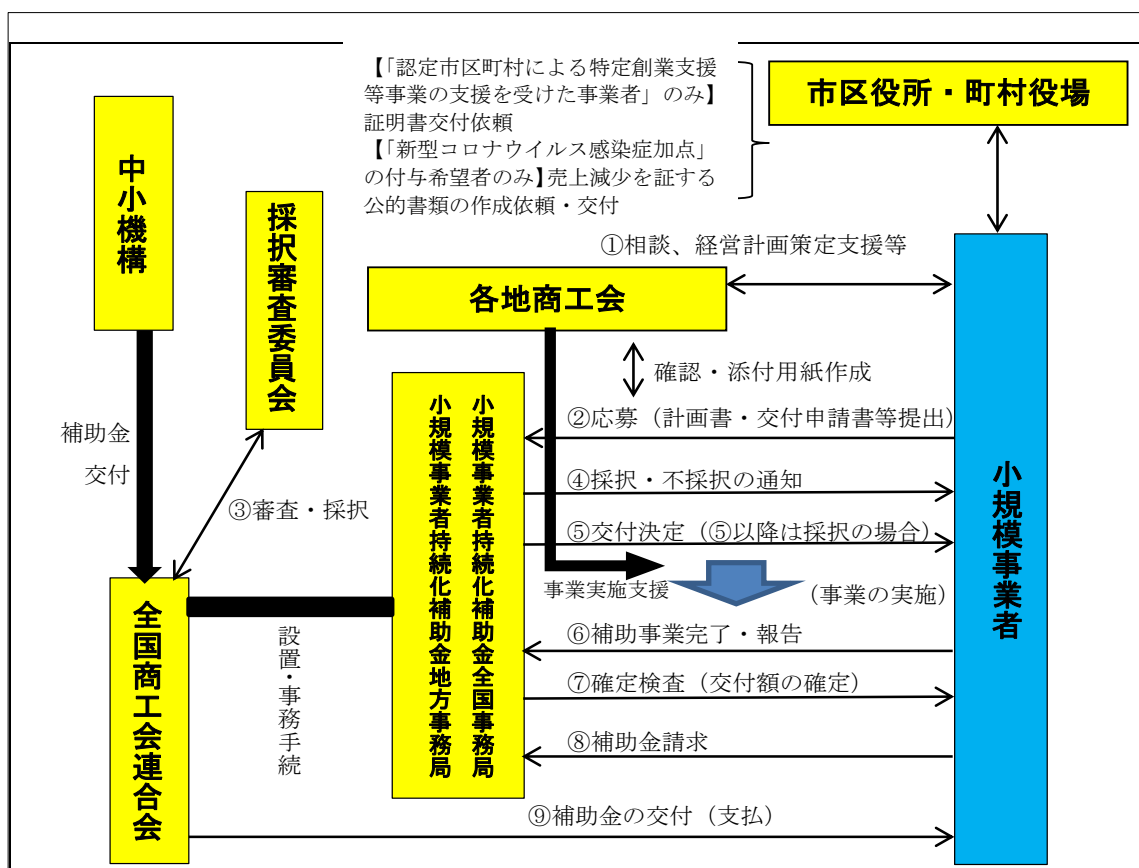 【「認定市区町村による特定創業支援
等事業の支援を受けた事業者」のみ】
証明書交付依頼
【「新型コロナウイルス感染症加点」
の付与希望者のみ】売上減少を証する
公的書類の作成依頼・交付
市区役所・町村役場
中小機構
採択審査委員会
①相談、経営計画策定支援等
各地商工会
確認・添付用紙作成
補助金
交付
③審査・採択
小規模事業者持続化補助金全国事務局
小規模事業者持続化補助金地方事務局
②応募（計画書・交付申請書等提出）
④採択・不採択の通知
⑤交付決定（⑤以降は採択の場合）
事業実施支援
（事業の実施）
小規模事業者
全国商工会連合会
設置・事務手続
⑥補助事業完了・報告
⑦確定検査（交付額の確定）
⑧補助金請求
⑨補助金の交付（支払）